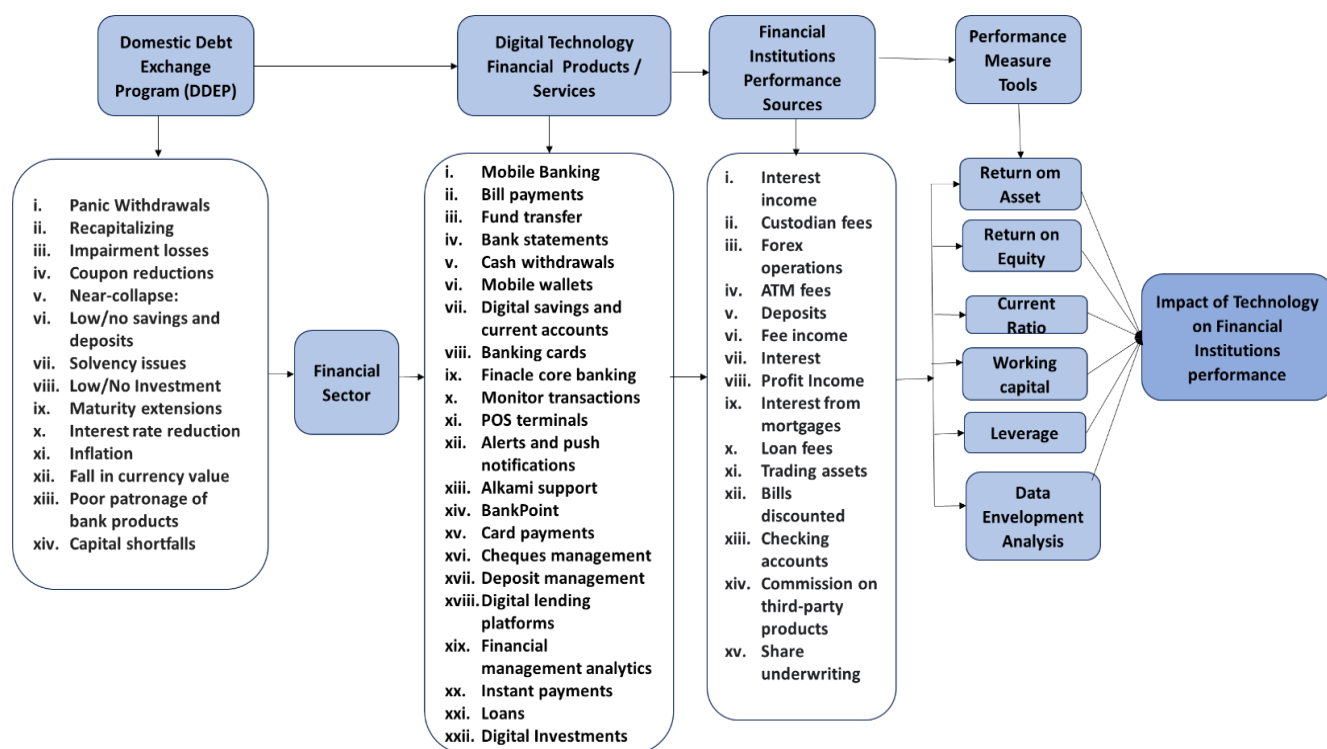 Domestic Debt
Exchange
Program (DDEP)
Digital Technology
Financial Products /
Services
Financial
Institutions
Performance
Sources
Performance
Measure
Tools
i. Panic Withdrawals
ii. Recapitalizing
iii. Impairment losses
iv. Coupon reductions
v. Near-collapse:
vi. Low/no savings and
deposits
vii. Solvency issues
viii. Low/No Investment
ix. Maturity extensions
x. Interest rate reduction
xi. Inflation
xii. Fall in currency value
xiii. Poor patronage of
bank products
xiv. Capital shortfalls
Financial
Sector
i. Mobile Banking
ii. Bill payments
iii. Fund transfer
iv. Bank statements
v. Cash withdrawals
vi. Mobile wallets
vii. Digital savings and
current accounts
viii. Banking cards
ix. Finacle core banking
x. Monitor transactions
xi. POS terminals
xii. Alerts and push
notifications
xiii. Alkami support
xiv. BankPoint
xv. Card payments
xvi. Cheques management
xvii. Deposit management
xviii. Digital lending
platforms
xix. Financial
management analytics
xx. Instant payments
xxi. Loans
xxii. Digital Investments
i. Interest
income
ii. Custodian fees
iii. Forex
operations
iv. ATM fees
v. Deposits
vi. Fee income
vii. Interest
viii. Profit Income
ix. Interest from
mortgages
x. Loan fees
xi. Trading assets
xii. Bills
discounted
xiii. Checking
accounts
xiv. Commission on
third-party
products
xv. Share
underwriting
Return om
Asset
Return on
Equity
Current
Ratio
Working
capital
Leverage
Data
Envelopment
Analysis
Impact of Technology
on Financial
Institutions
performance